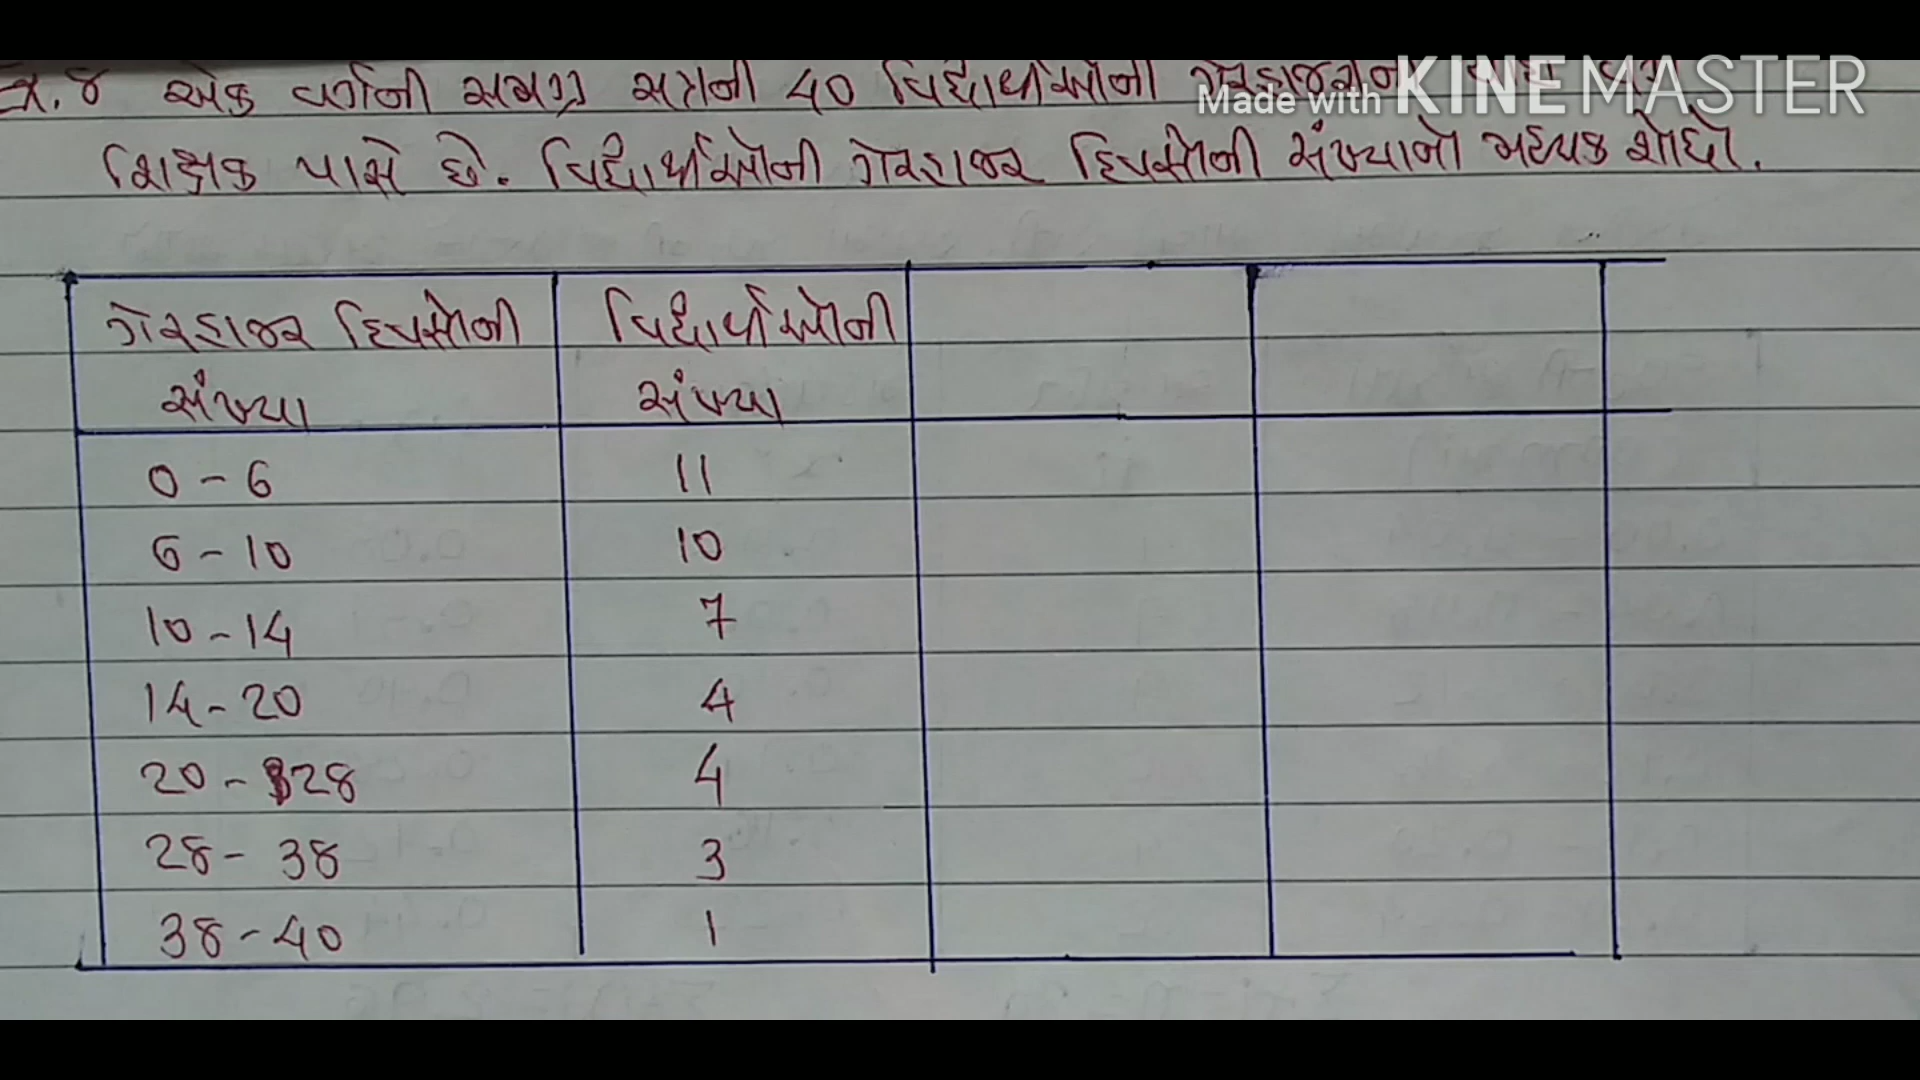 પ્ર.૪ એક વર્ગની સમગ્ર સત્રની 40 વિદ્યાર્થીઓની
Made with KINEMASTER
શિક્ષક પાસે છે. વિદ્યાર્થીઓની ગેરહાજર દિવસોની સંખ્યાનો મધ્યક શોધો.
ગેરહાજર દિવસોની સંખ્યા વિદ્યાર્થીઓની સંખ્યા
0 - 6 11
6 - 10 10
10 - 14 7
14 - 20 4
20 - 28 4
28 - 38 3
38 - 40 1